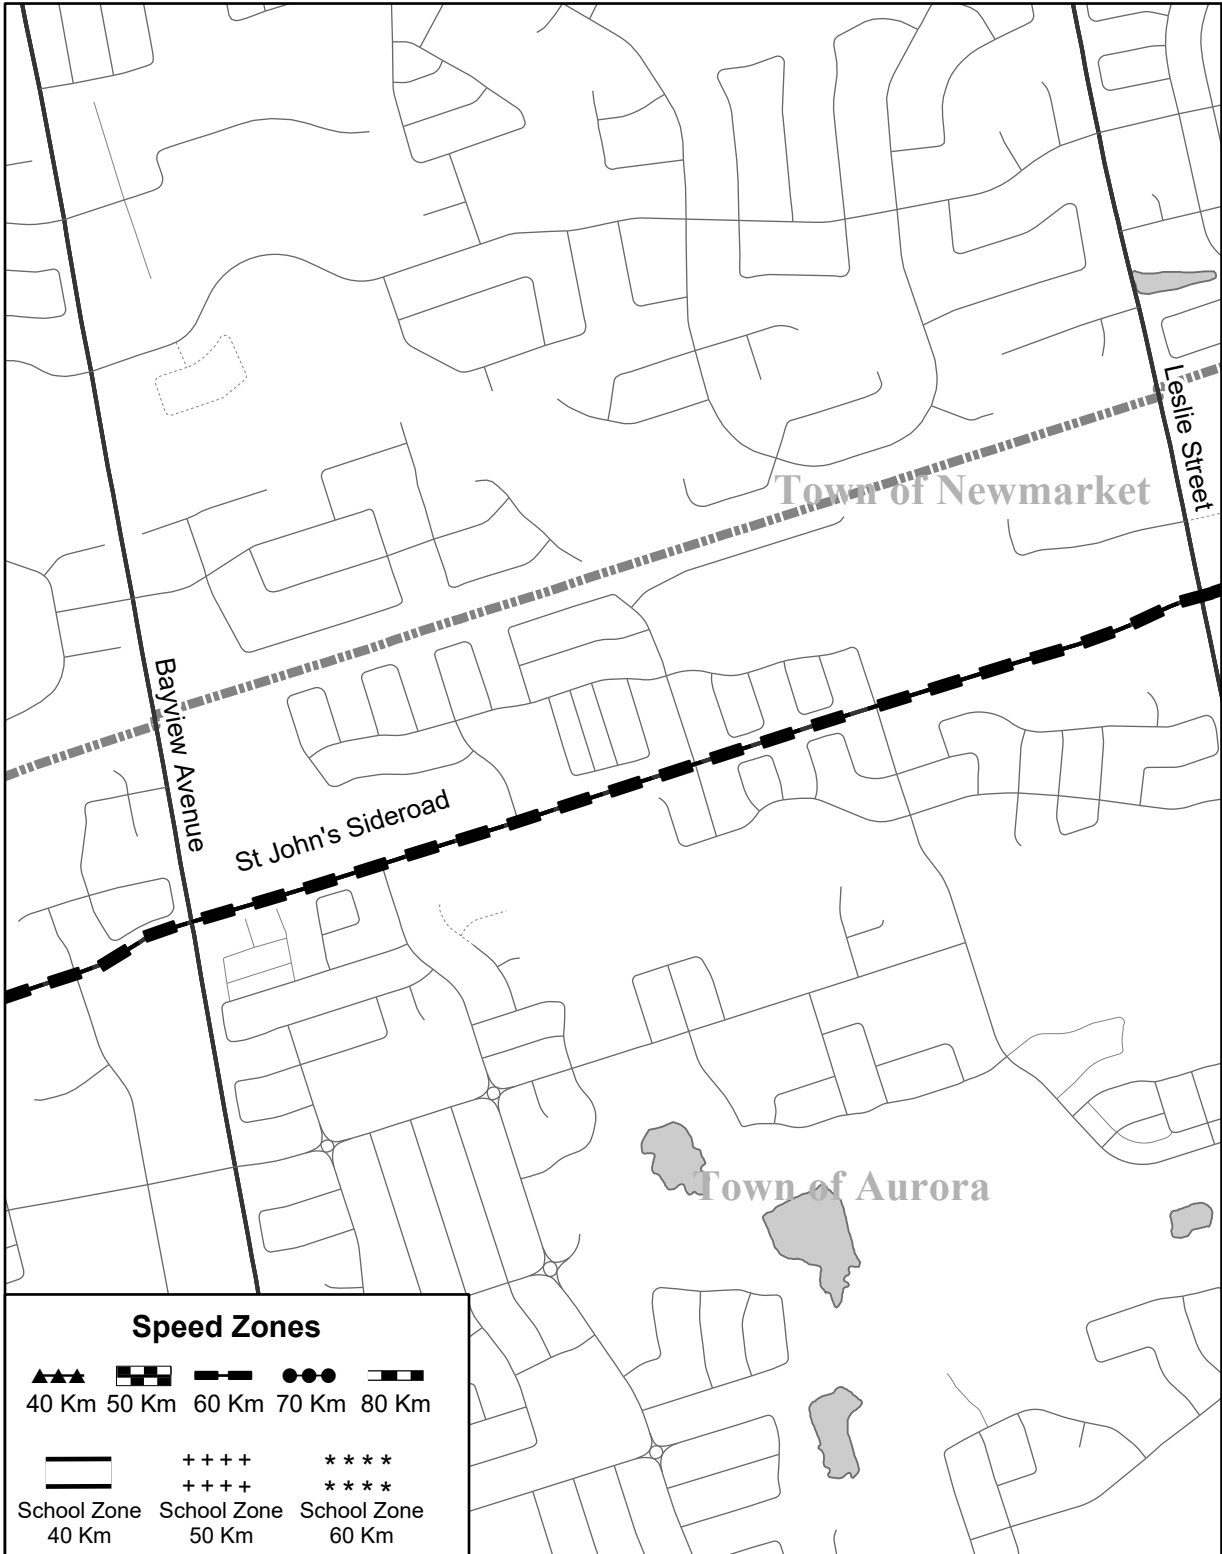 Leslie Street
Town of Newmarket
Bayview Avenue
St John's Sideroad
Town of Aurora
Speed Zones
40 Km 50 Km 60 Km 70 Km 80 Km
++++ ****
++++ ****
School Zone School Zone School Zone
40 Km 50 Km 60 Km